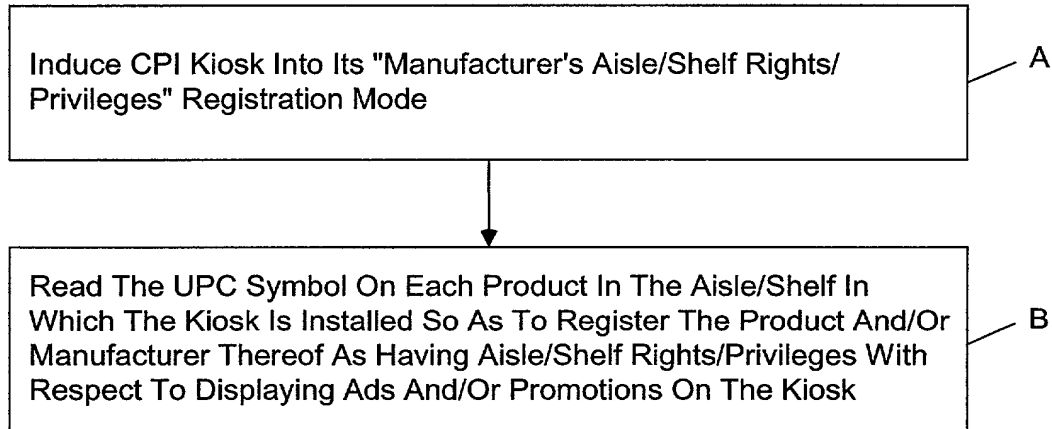 Induce CPI Kiosk Into Its "Manufacturer's Aisle/Shelf Rights/
Privileges" Registration Mode
A
Read The UPC Symbol On Each Product In The Aisle/Shelf In
Which The Kiosk Is Installed So As To Register The Product And/Or
Manufacturer Thereof As Having Aisle/Shelf Rights/Privileges With
Respect To Displaying Ads And/Or Promotions On The Kiosk
B